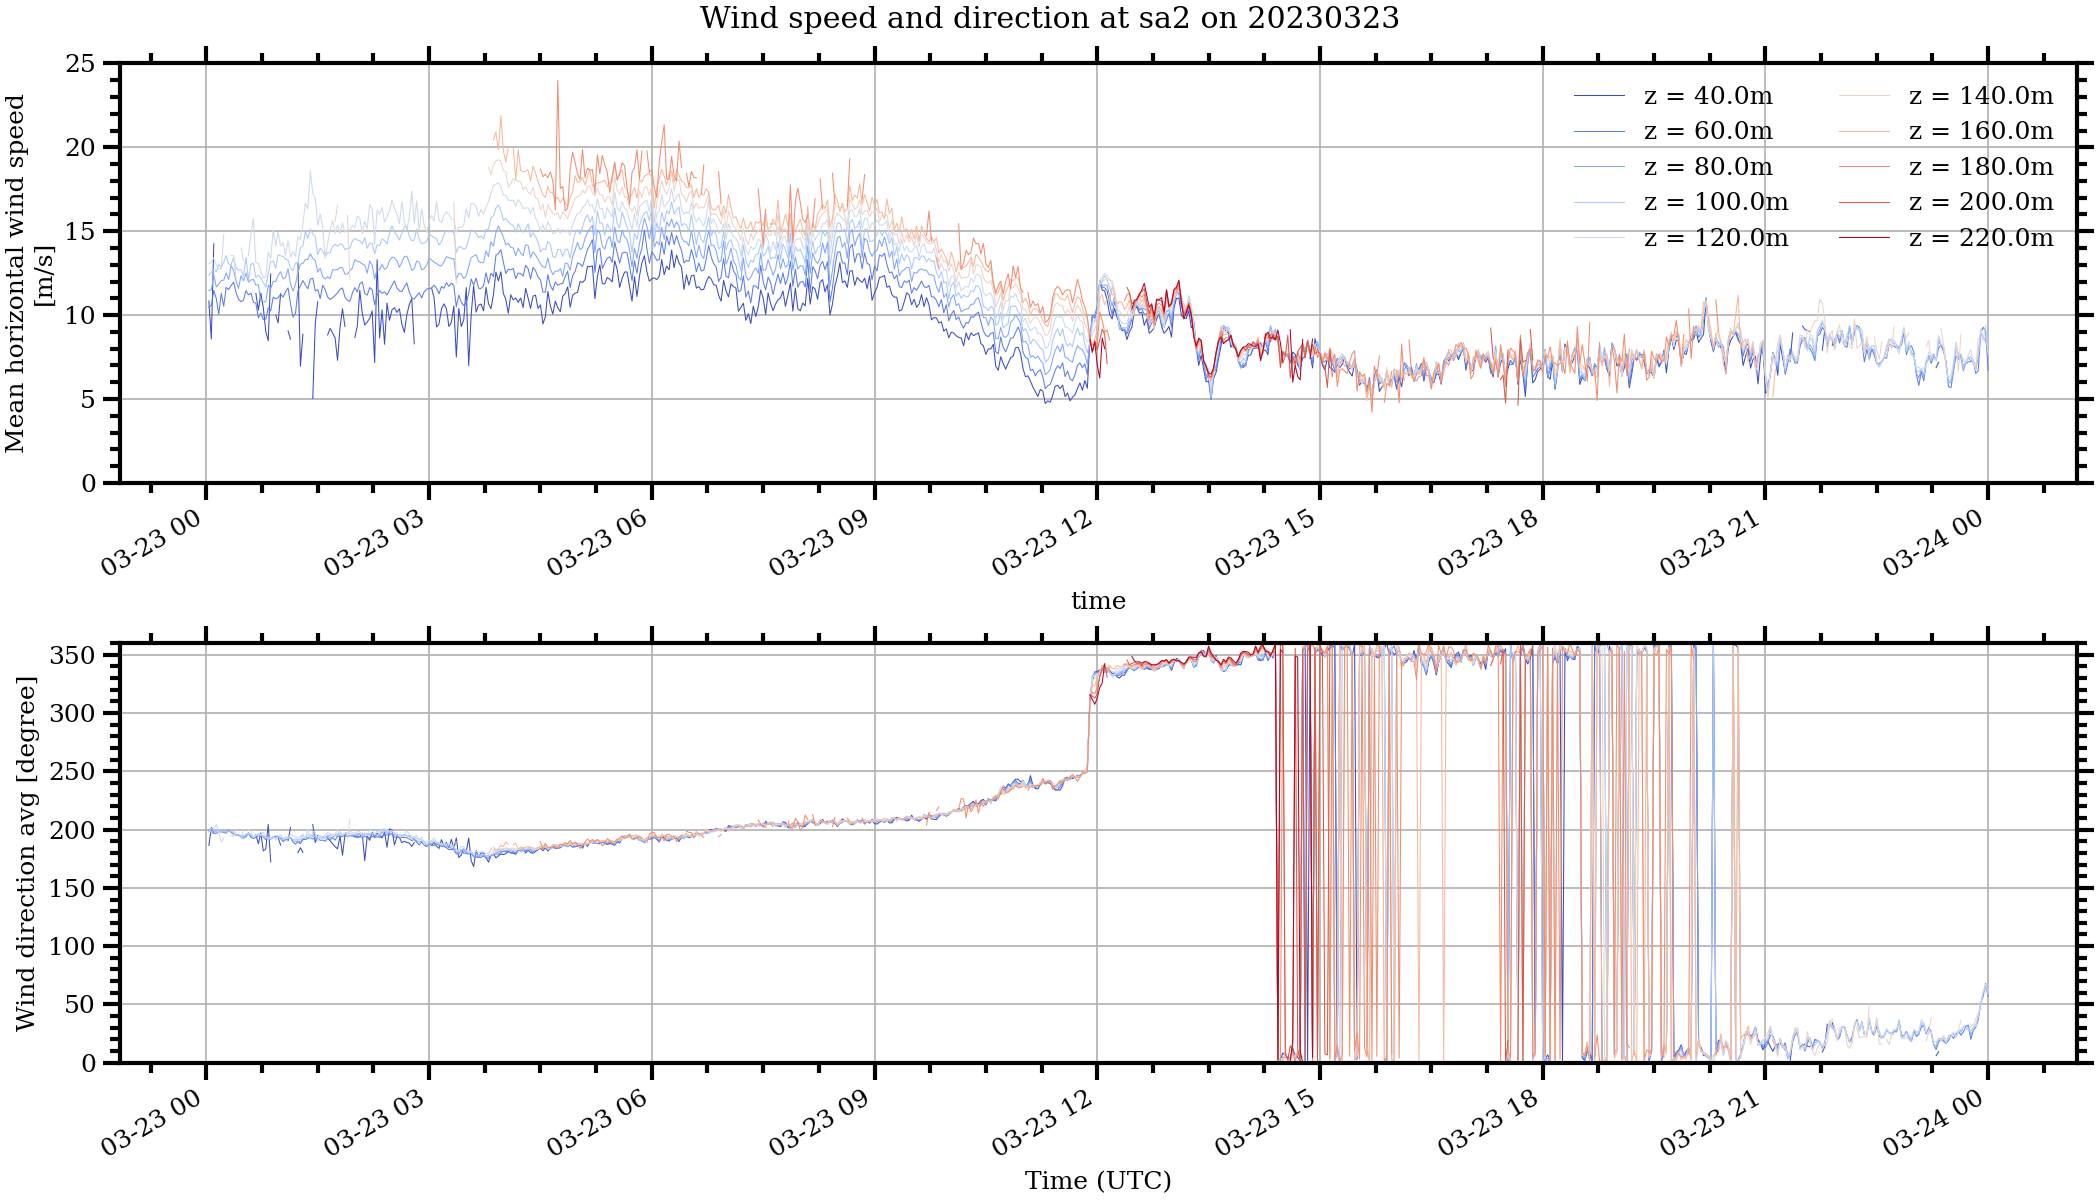 Wind speed and direction at sa2 on 20230323
Mean horizontal wind speed
[m/s]
25
20
15
10
5
0
z = 40.0m
z = 60.0m
z = 80.0m
z = 100.0m
z = 120.0m
z = 140.0m
z = 160.0m
z = 180.0m
z = 200.0m
z = 220.0m
03-23 00
03-23 03
03-23 06
03-23 09
03-23 12
03-23 15
03-23 18
03-23 21
03-24 00
time
Wind direction avg [degree]
350
300
250
200
150
100
50
0
03-23 00
03-23 03
03-23 06
03-23 09
03-23 12
03-23 15
03-23 18
03-23 21
03-24 00
Time (UTC)